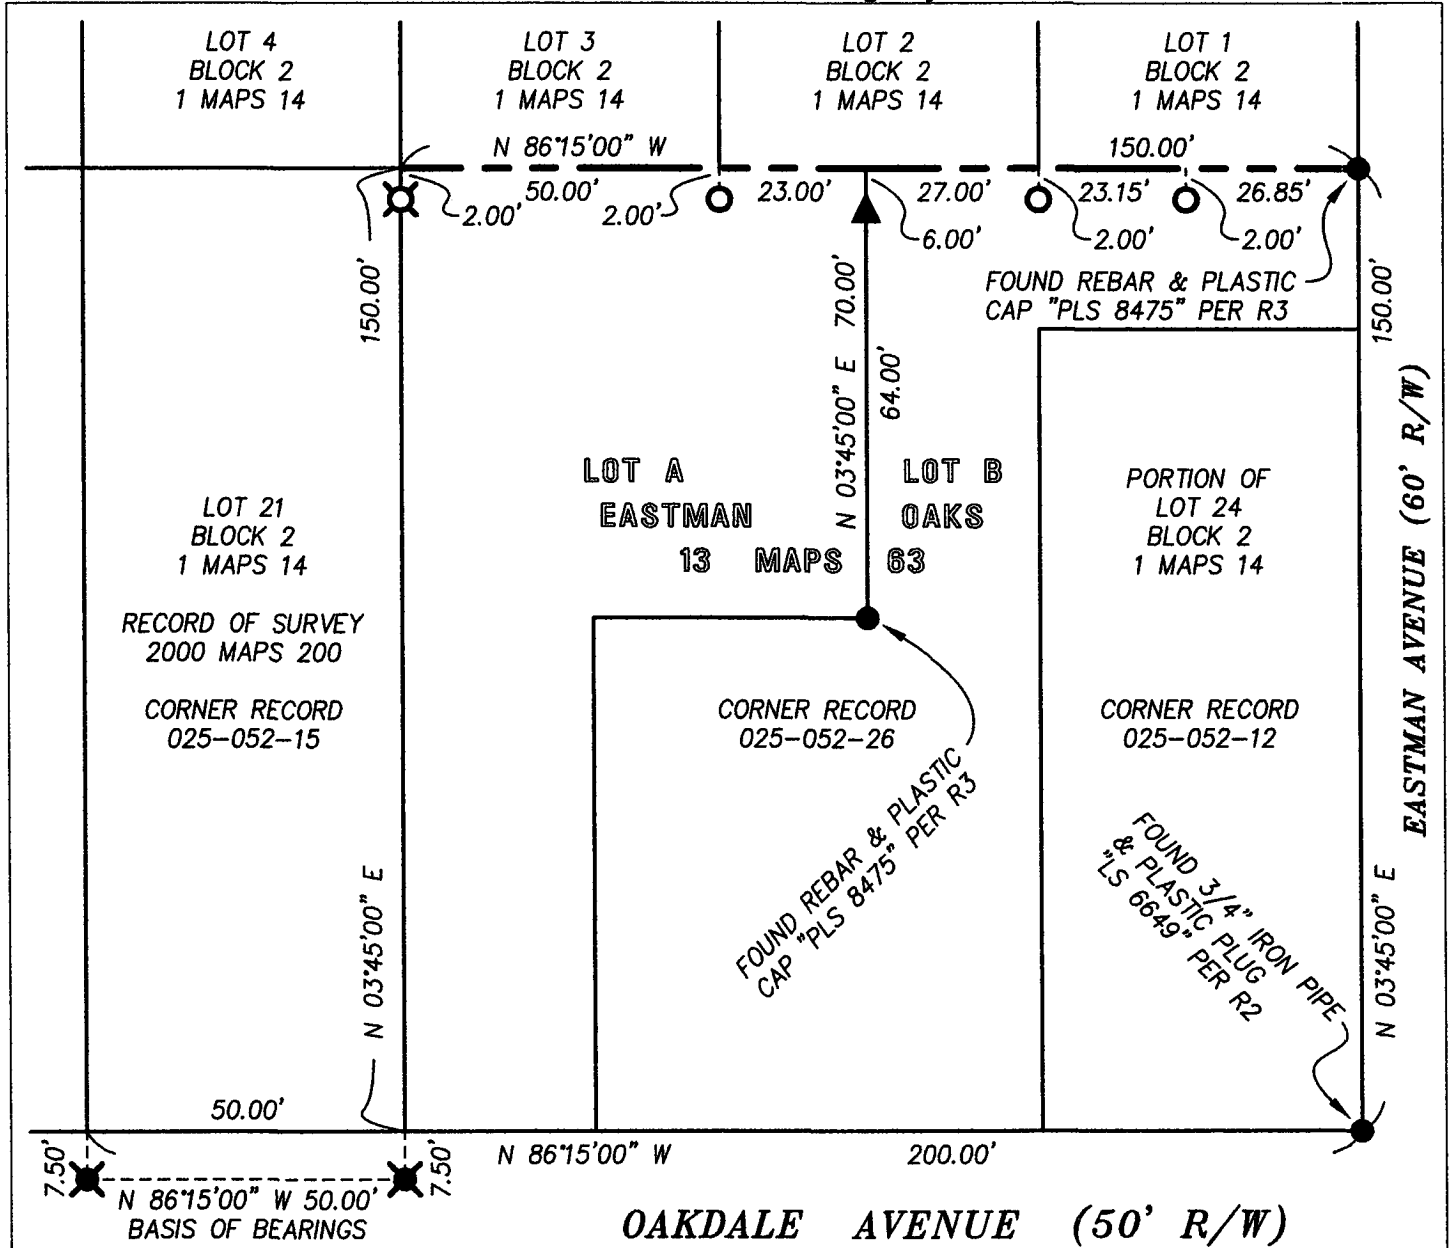 LOT 4
BLOCK 2
1 MAPS 14
LOT 3
BLOCK 2
1 MAPS 14
LOT 2
BLOCK 2
1 MAPS 14
LOT 1
BLOCK 2
1 MAPS 14
N 86°15'00" W
150.00'
50.00'
23.00'
27.00'
23.15'
26.85'
2.00'
2.00'
6.00'
2.00'
2.00'
FOUND REBAR & PLASTIC
CAP "PLS 8475" PER R3
150.00'
N 03°45'00" E 70.00'
64.00'
150.00'
EASTMAN AVENUE (60' R/W)
LOT A
LOT B
EASTMAN OAKS
13 MAPS 63
LOT 21
BLOCK 2
1 MAPS 14
RECORD OF SURVEY
2000 MAPS 200
CORNER RECORD
025-052-15
PORTION OF
LOT 24
BLOCK 2
1 MAPS 14
CORNER RECORD
025-052-26
CORNER RECORD
025-052-12
FOUND REBAR & PLASTIC
CAP "PLS 8475" PER R3
FOUND 3/4" IRON PIPE
& PLASTIC PLUG
"LS 6649" PER R2
N 03°45'00" E
N 03°45'00" E
50.00'
7.50'
7.50'
N 86°15'00" W 50.00'
BASIS OF BEARINGS
N 86°15'00" W
200.00'
OAKDALE AVENUE (50' R/W)